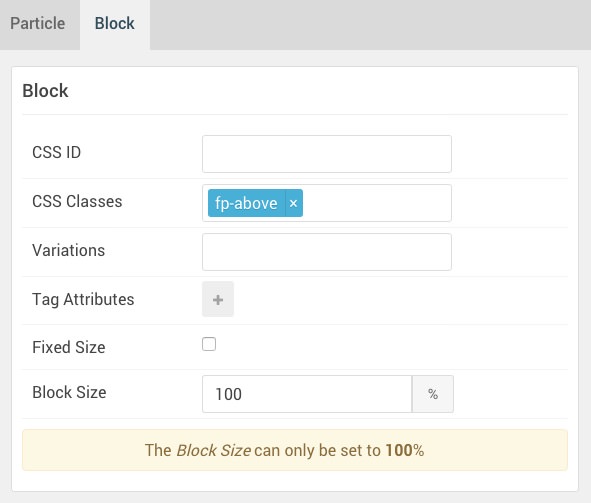 Particle Block
Block
CSS ID
CSS Classes fp-above ×
Variations
Tag Attributes +
Fixed Size
Block Size 100 %
The Block Size can only be set to 100%